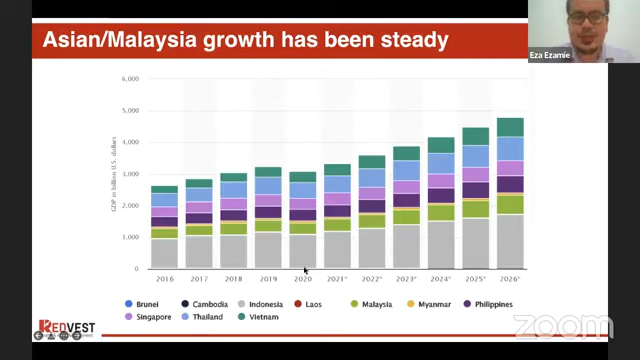 Asian/Malaysia growth has been steady
Eza Ezamie
6,000
5,000
4,000
3,000
2,000
1,000
0
GDP in billion U.S. dollars
2016 2017 2018 2019 2020 2021* 2022* 2023* 2024* 2025* 2026*
Brunei Cambodia Indonesia Laos Malaysia Myanmar Philippines
Singapore Thailand Vietnam
REDVEST
zoom